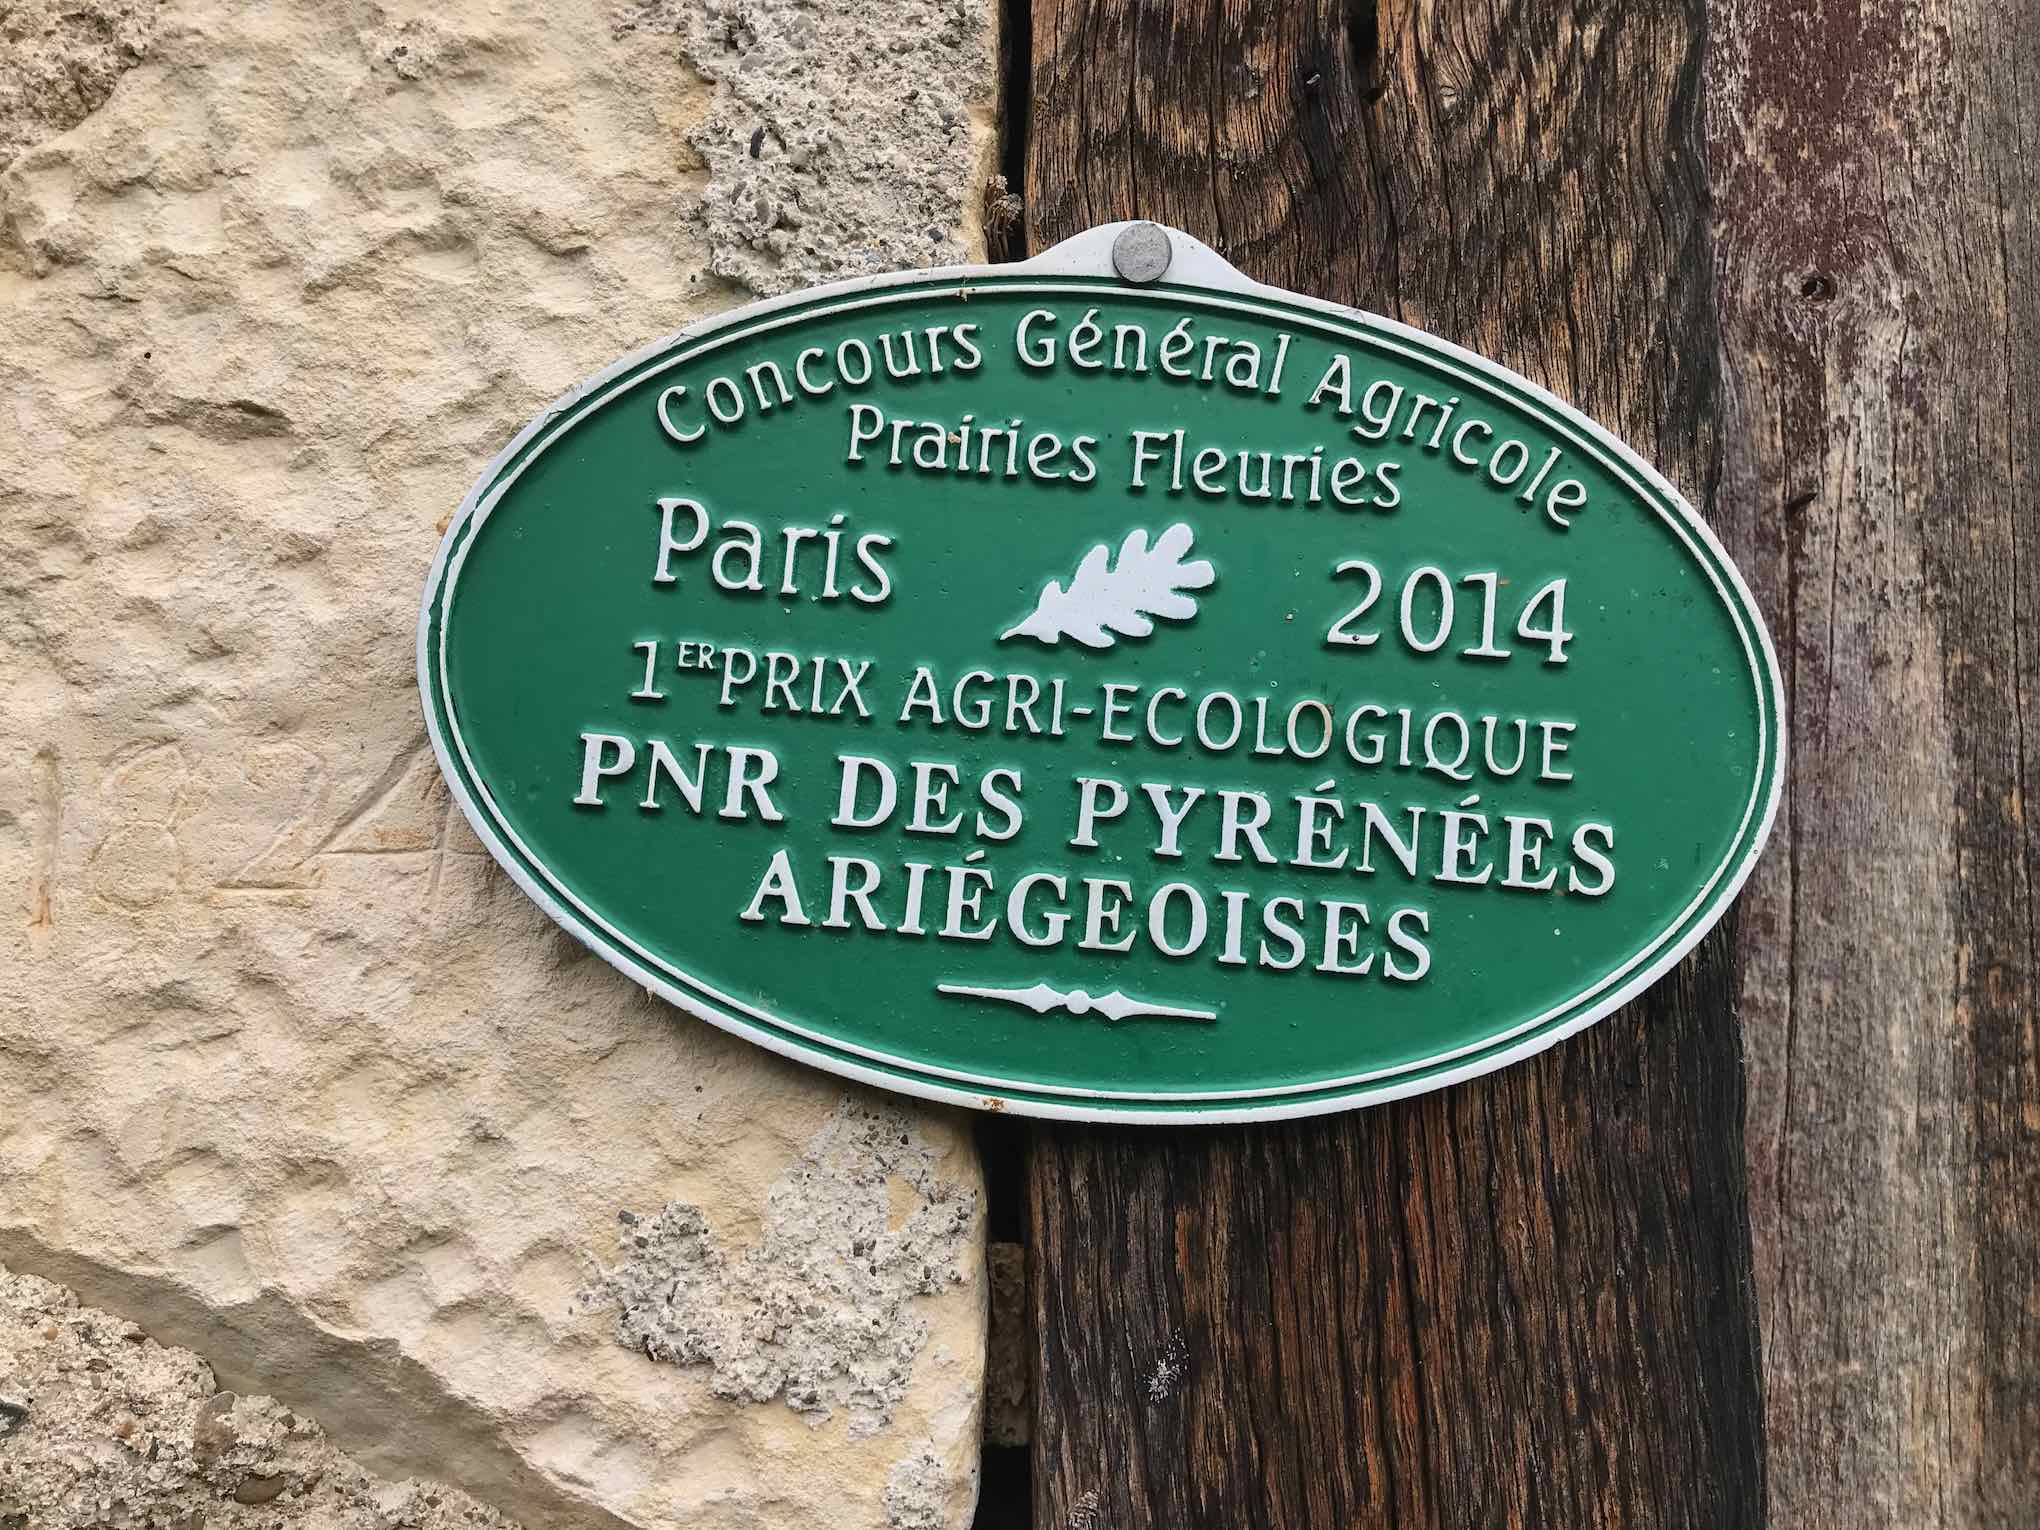 Concours Général Agricole
Prairies Fleuries
Paris 2014
1ER PRIX AGRI-ECOLOGIQUE
PNR DES PYRÉNÉES
ARIÉGEOISES